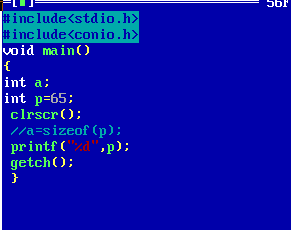 #include<stdio.h>
#include<conio.h>
void main()
{
int a;
int p=65;
clrscr();
//a=sizeof(p);
printf("%d",p);
getch();
}